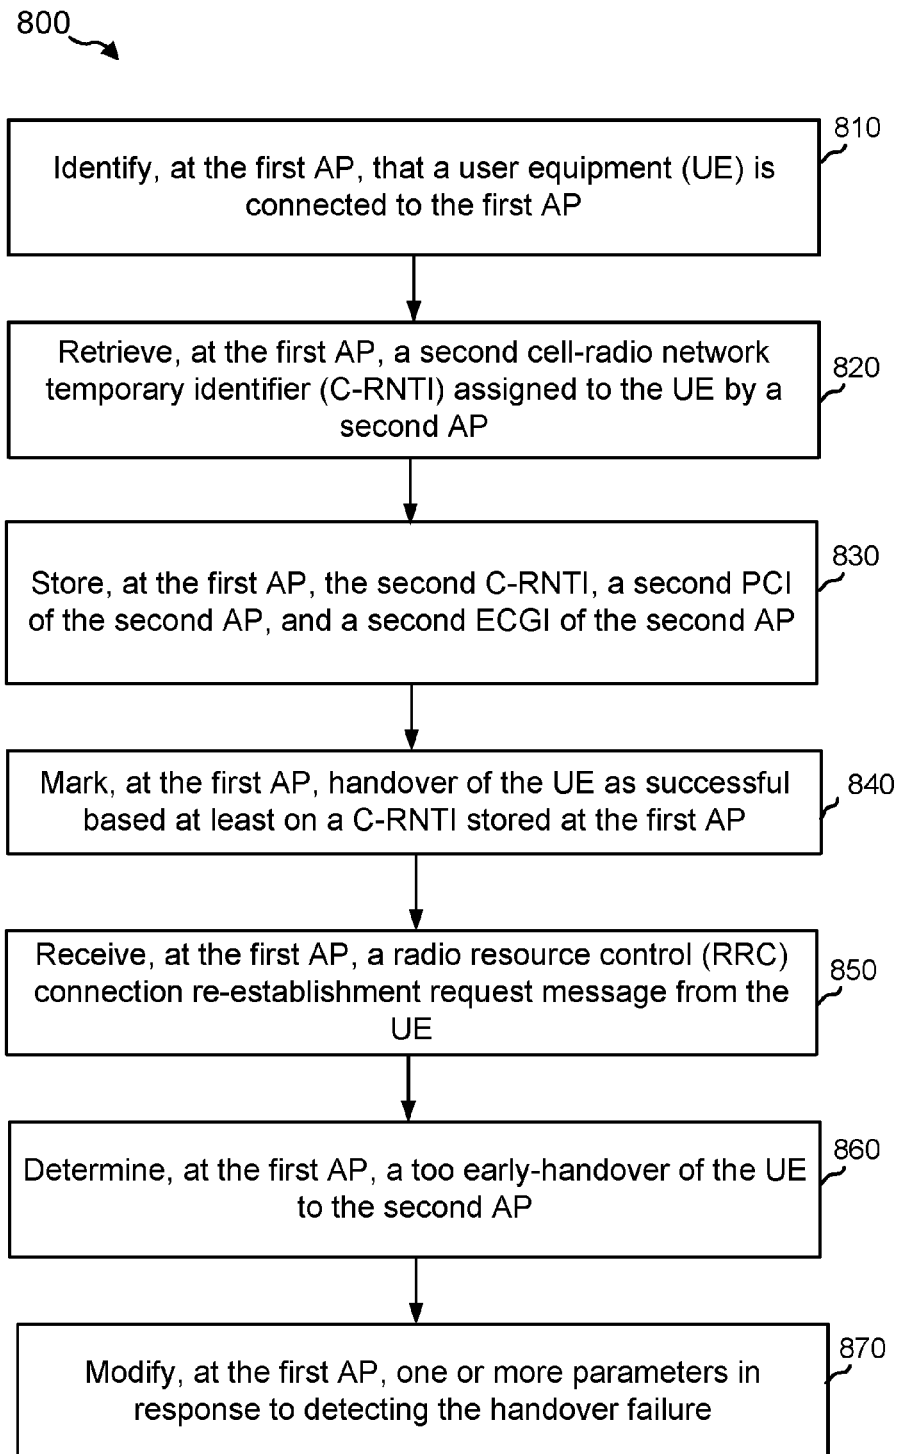 800
810
Identify, at the first AP, that a user equipment (UE) is
connected to the first AP
820
Retrieve, at the first AP, a second cell-radio network
temporary identifier (C-RNTI) assigned to the UE by a
second AP
830
Store, at the first AP, the second C-RNTI, a second PCI
of the second AP, and a second ECGI of the second AP
840
Mark, at the first AP, handover of the UE as successful
based at least on a C-RNTI stored at the first AP
850
Receive, at the first AP, a radio resource control (RRC)
connection re-establishment request message from the
UE
860
Determine, at the first AP, a too early-handover of the UE
to the second AP
870
Modify, at the first AP, one or more parameters in
response to detecting the handover failure